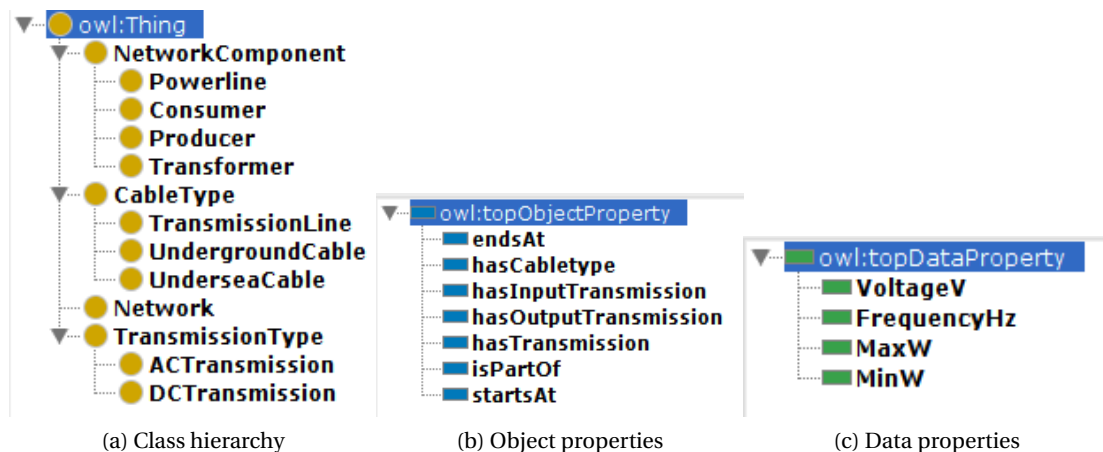 owl:Thing
NetworkComponent
Powerline
Consumer
Producer
Transformer
CableType
TransmissionLine
UndergroundCable
UnderseaCable
Network
TransmissionType
ACTransmission
DCTransmission
(a) Class hierarchy
owl:topObjectProperty
endsAt
hasCabletype
hasInputTransmission
hasOutputTransmission
hasTransmission
isPartOf
startsAt
(b) Object properties
owl:topDataProperty
VoltageV
FrequencyHz
MaxW
MinW
(c) Data properties